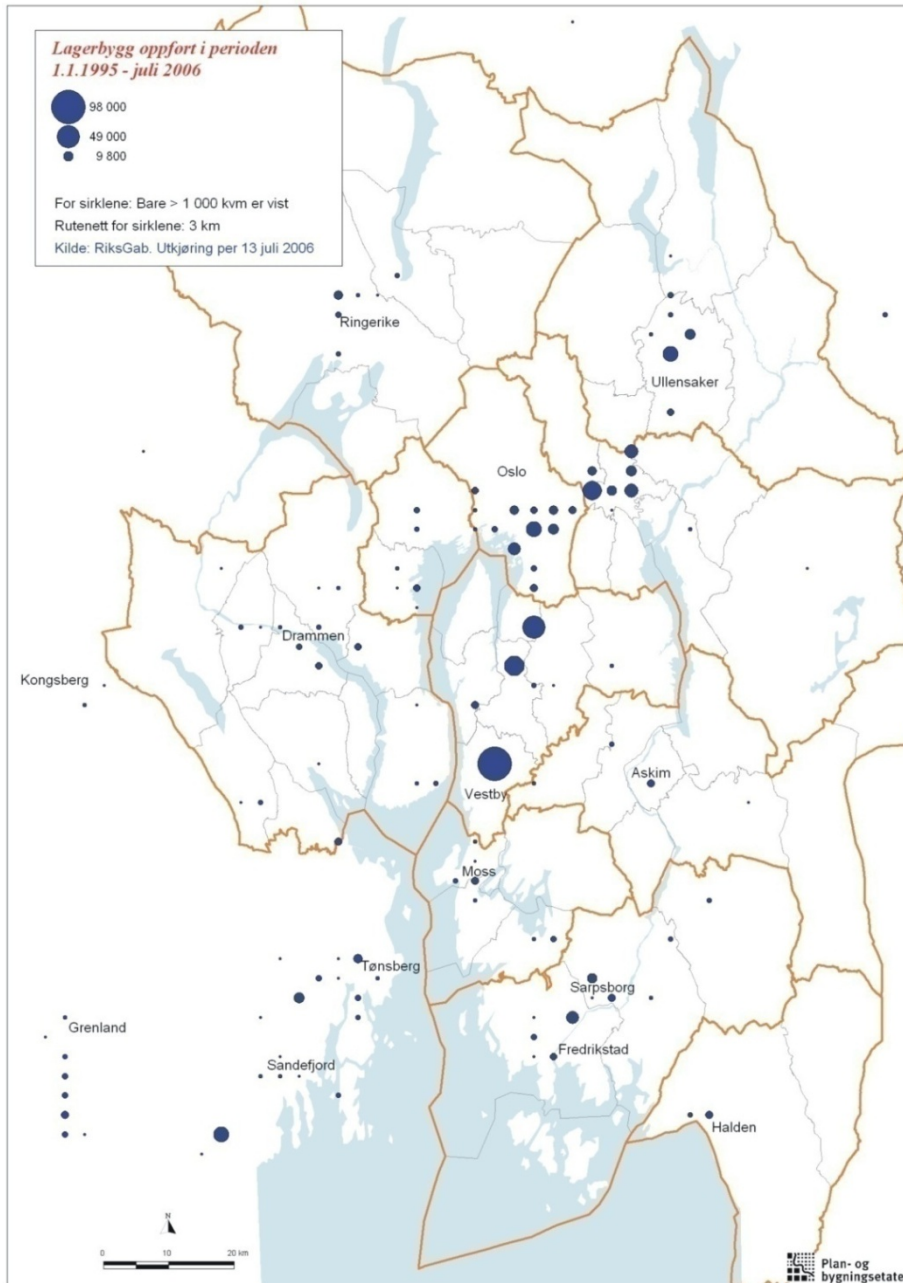 Lagerbygg oppført i perioden
1.1.1995 - juli 2006
98 000
49 000
9 800
For sirklene: Bare > 1 000 kvm er vist
Rutenett for sirklene: 3 km
Kilde: RiksGab. Utkjøring per 13 juli 2006
Ringerike
Ullensaker
Oslo
Drammen
Kongsberg
Askim
Vestby
Moss
Tønsberg
Sarpsborg
Grenland
Fredrikstad
Sandefjord
Halden
N
0 10 20 km
Plan- og
bygningsetate